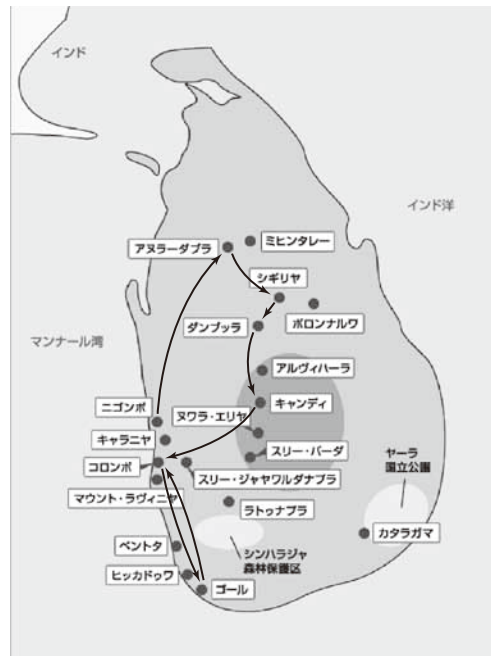 インド
インド洋
ミヒンタレー
アヌラーダプラ
シギリヤ
ポロンナルワ
ダンブッラ
マンナール湾
アルヴィハーラ
ニゴンボ
キャンディ
ヌワラ・エリヤ
キャラニヤ
スリー・パーダ
コロンボ
スリー・ジャヤワルダナプラ
マウント・ラヴィニヤ
ラトゥナプラ
ヤーラ
国立公園
カタラガマ
ベントタ
シンハラジャ
森林保護区
ヒッカドゥワ
ゴール